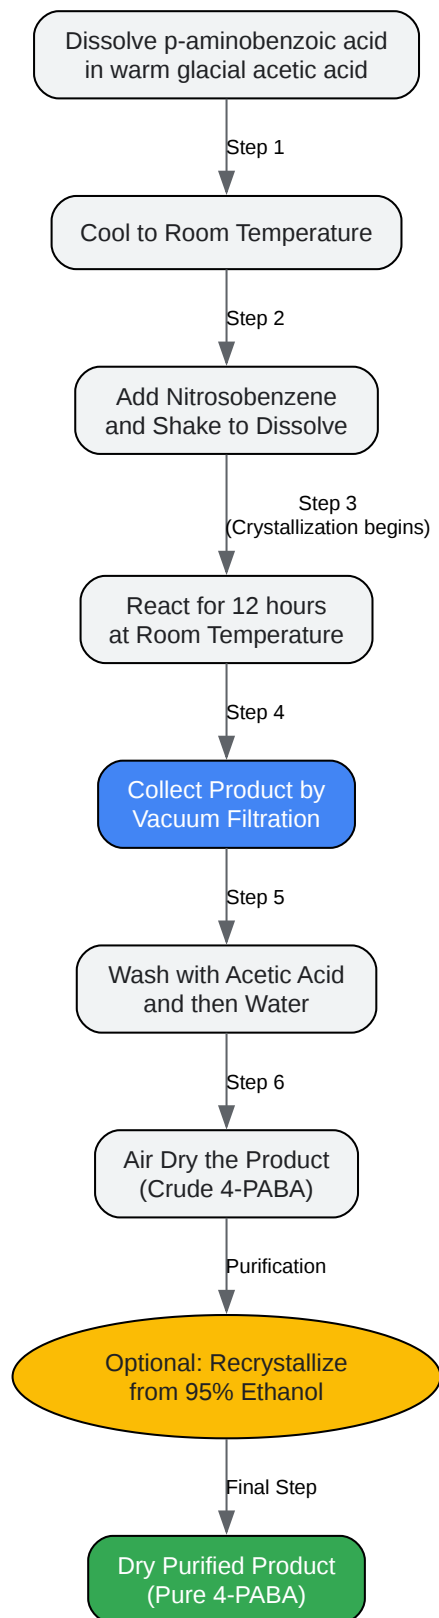 Dissolve p-aminobenzoic acid
in warm glacial acetic acid
Step 1
Cool to Room Temperature
Step 2
Add Nitrosobenzene
and Shake to Dissolve
Step 3
(Crystallization begins)
React for 12 hours
at Room Temperature
Step 4
Collect Product by
Vacuum Filtration
Step 5
Wash with Acetic Acid
and then Water
Step 6
Air Dry the Product
(Crude 4-PABA)
Purification
Optional: Recrystallize
from 95% Ethanol
Final Step
Dry Purified Product
(Pure 4-PABA)